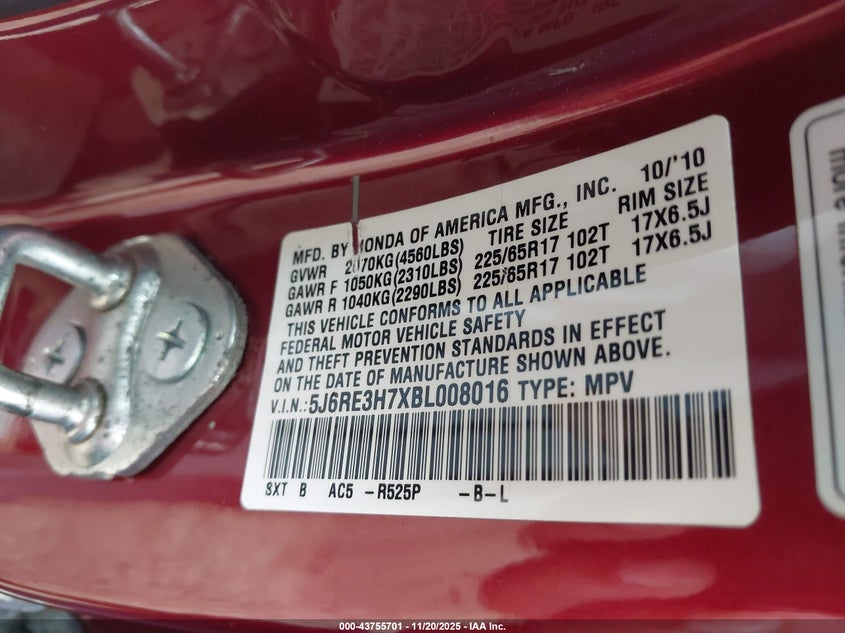 MFD. BY HONDA OF AMERICA MFG., INC. 10/'10
GVWR 2070KG(4560LBS) TIRE SIZE RIM SIZE
GAWR F 1050KG(2310LBS) 225/65R17 102T 17X6.5J
GAWR R 1040KG(2290LBS) 225/65R17 102T 17X6.5J
THIS VEHICLE CONFORMS TO ALL APPLICABLE
FEDERAL MOTOR VEHICLE SAFETY
AND THEFT PREVENTION STANDARDS IN EFFECT
ON THE DATE OF MANUFACTURE SHOWN ABOVE.
V.I.N.: 5J6RE3H7XBL008016 TYPE: MPV
SXT B AC5 -R525P -B-L
more
000-43755701 - 11/20/2025 - IAA Inc.